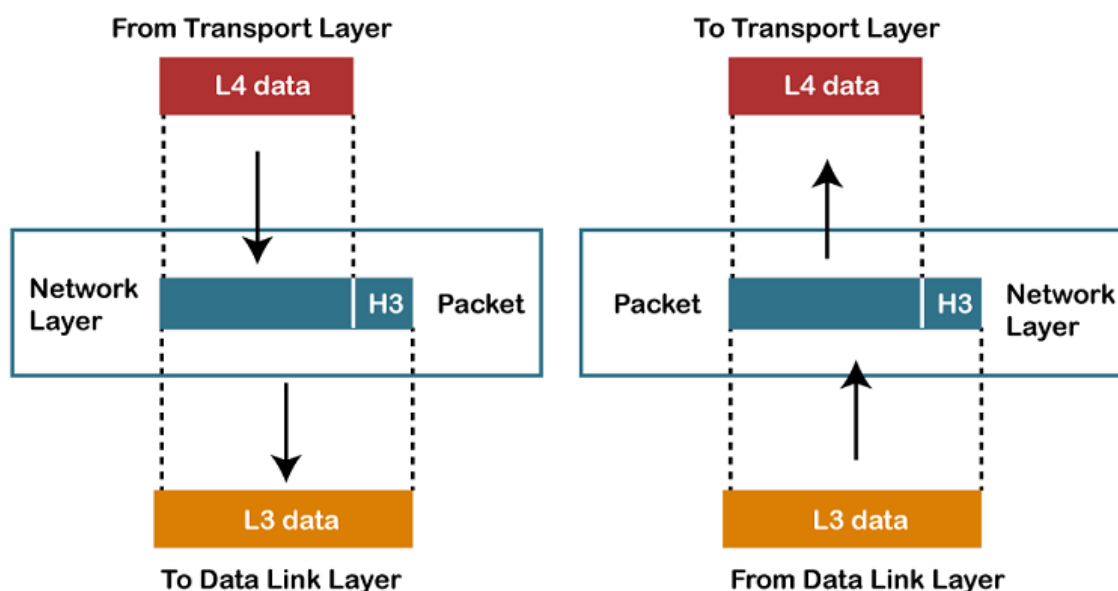 From Transport Layer
L4 data
Network
Layer
H3
Packet
L3 data
To Data Link Layer
To Transport Layer
L4 data
Packet
H3
Network
Layer
L3 data
From Data Link Layer